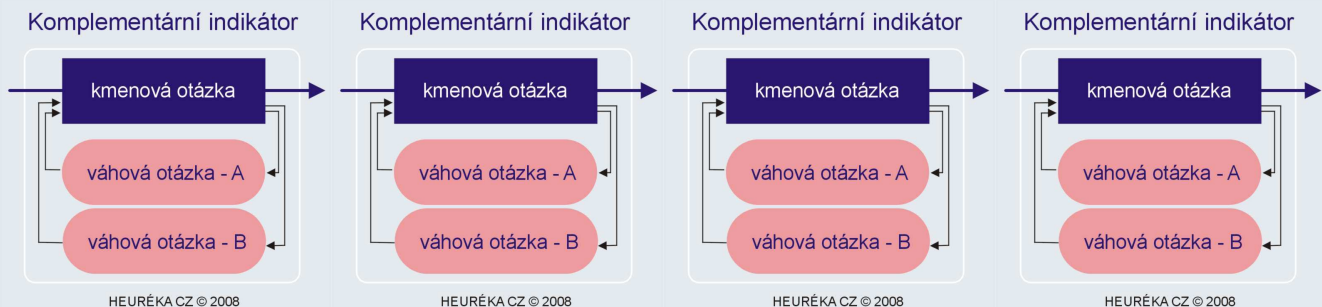 Komplementární indikátor
kmenová otázka
váhová otázka - A
váhová otázka - B
HEURÉKA CZ © 2008
Komplementární indikátor
kmenová otázka
váhová otázka - A
váhová otázka - B
HEURÉKA CZ © 2008
Komplementární indikátor
kmenová otázka
váhová otázka - A
váhová otázka - B
HEURÉKA CZ © 2008
Komplementární indikátor
kmenová otázka
váhová otázka - A
váhová otázka - B
HEURÉKA CZ © 2008